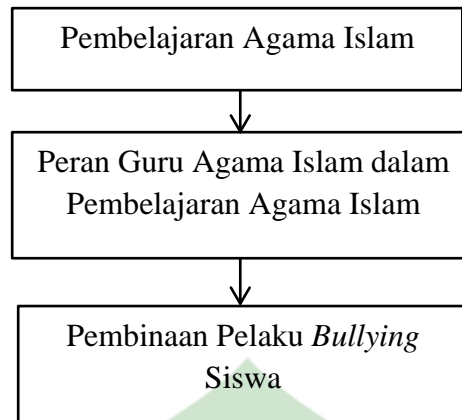 Pembelajaran Agama Islam
Peran Guru Agama Islam dalam
Pembelajaran Agama Islam
Pembinaan Pelaku Bullying
Siswa